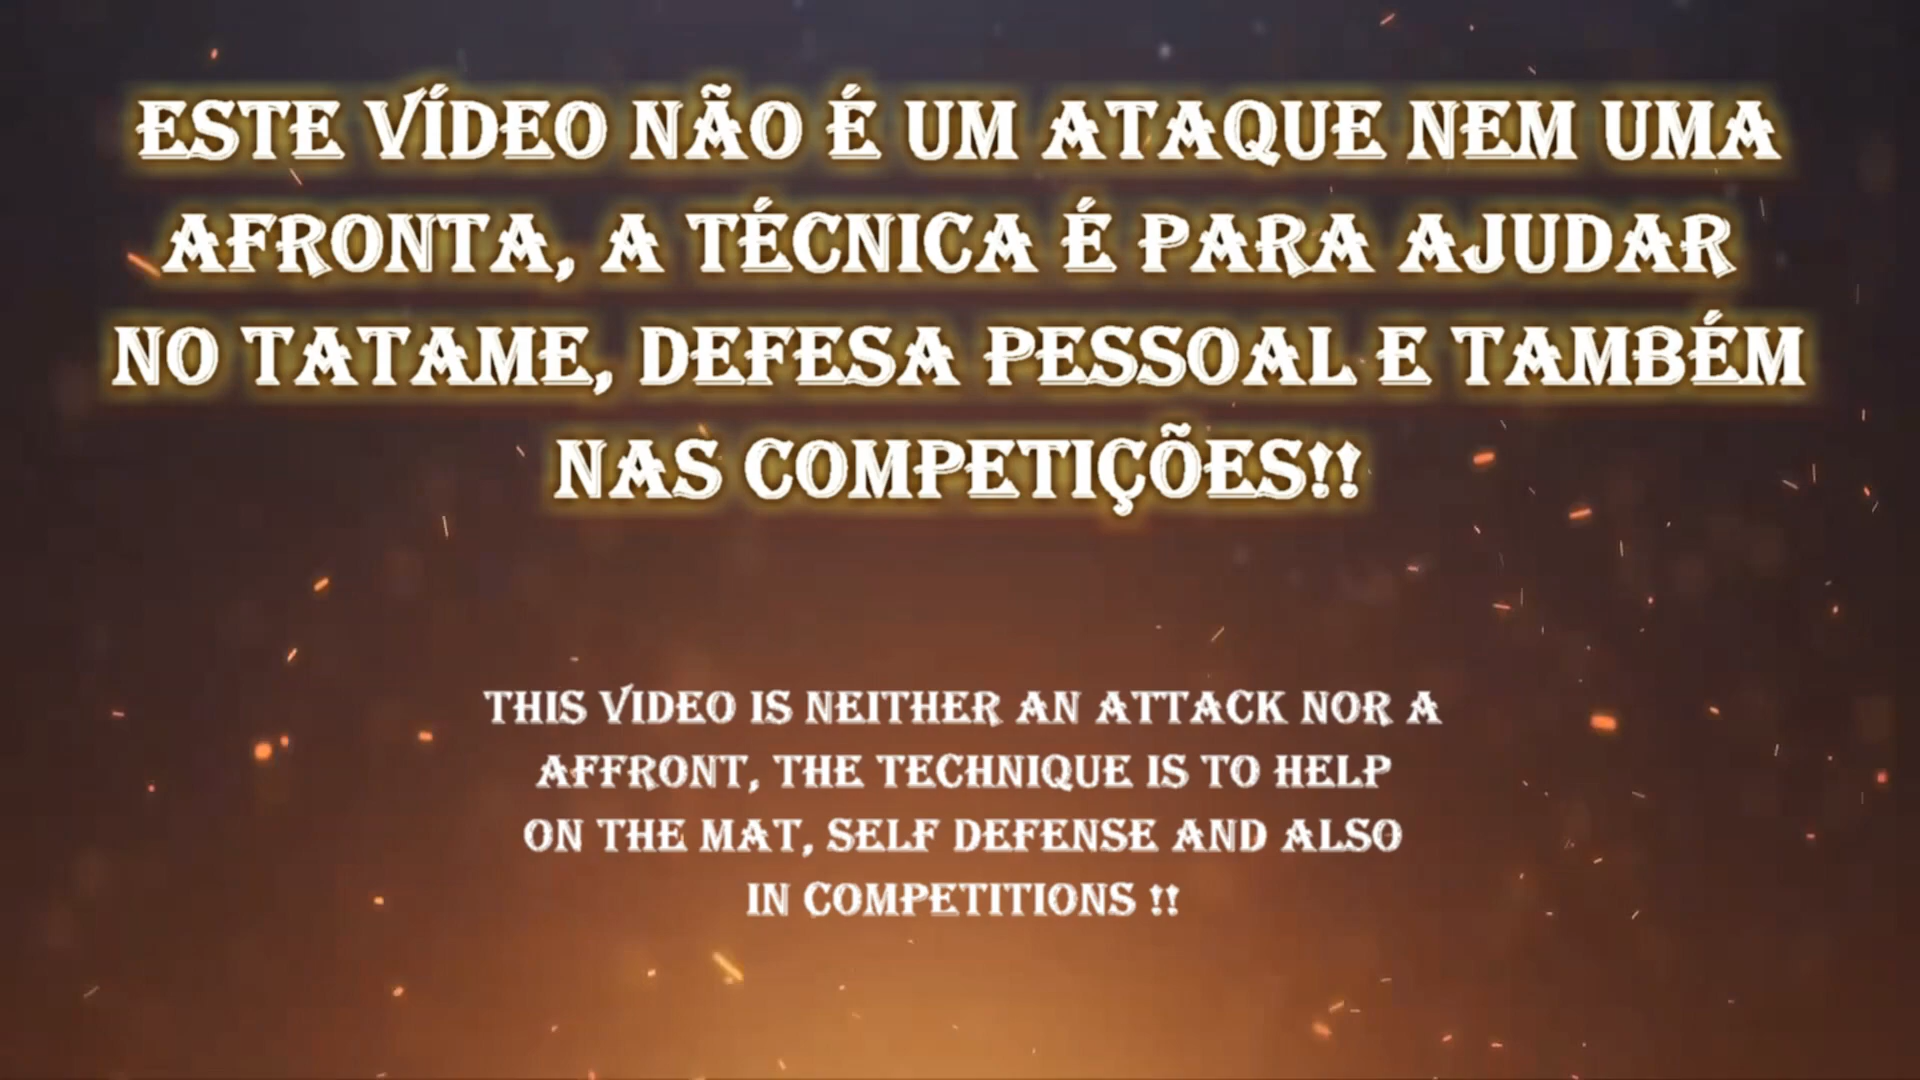 ESTE VÍDEO NÃO É UM ATAQUE NEM UMA
AFRONTA, A TÉCNICA É PARA AJUDAR
NO TATAME, DEFESA PESSOAL E TAMBÉM
NAS COMPETIÇÕES!!
THIS VIDEO IS NEITHER AN ATTACK NOR A
AFFRONT, THE TECHNIQUE IS TO HELP
ON THE MAT, SELF DEFENSE AND ALSO
IN COMPETITIONS !!